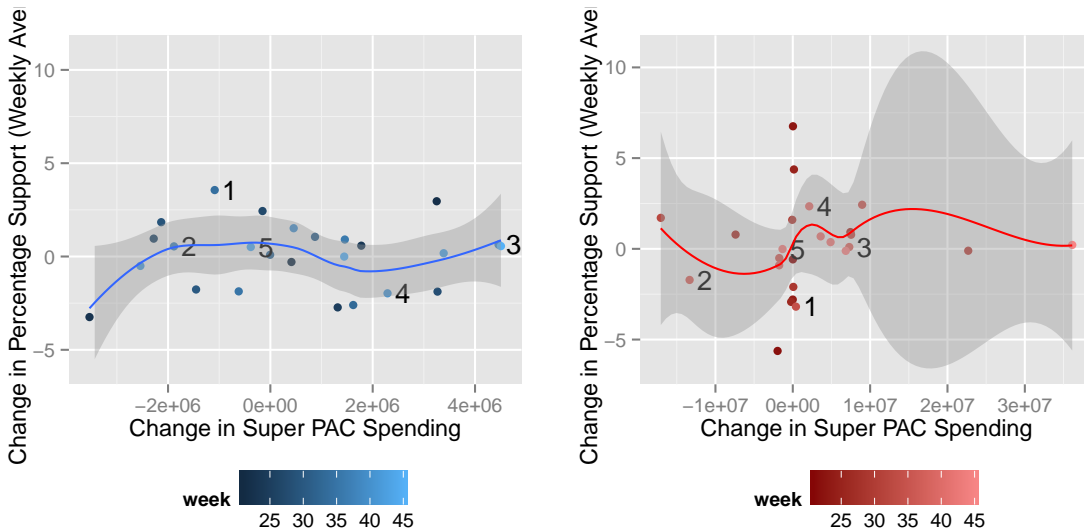 Change in Percentage Support (Weekly Ave
10
5
0
−5
1
2
5
3
4
−2e+06 0e+00 2e+06 4e+06
Change in Super PAC Spending
week
25 30 35 40 45
Change in Percentage Support (Weekly Ave
10
5
0
−5
4
5
3
2
1
−1e+07 0e+00 1e+07 2e+07 3e+07
Change in Super PAC Spending
week
25 30 35 40 45